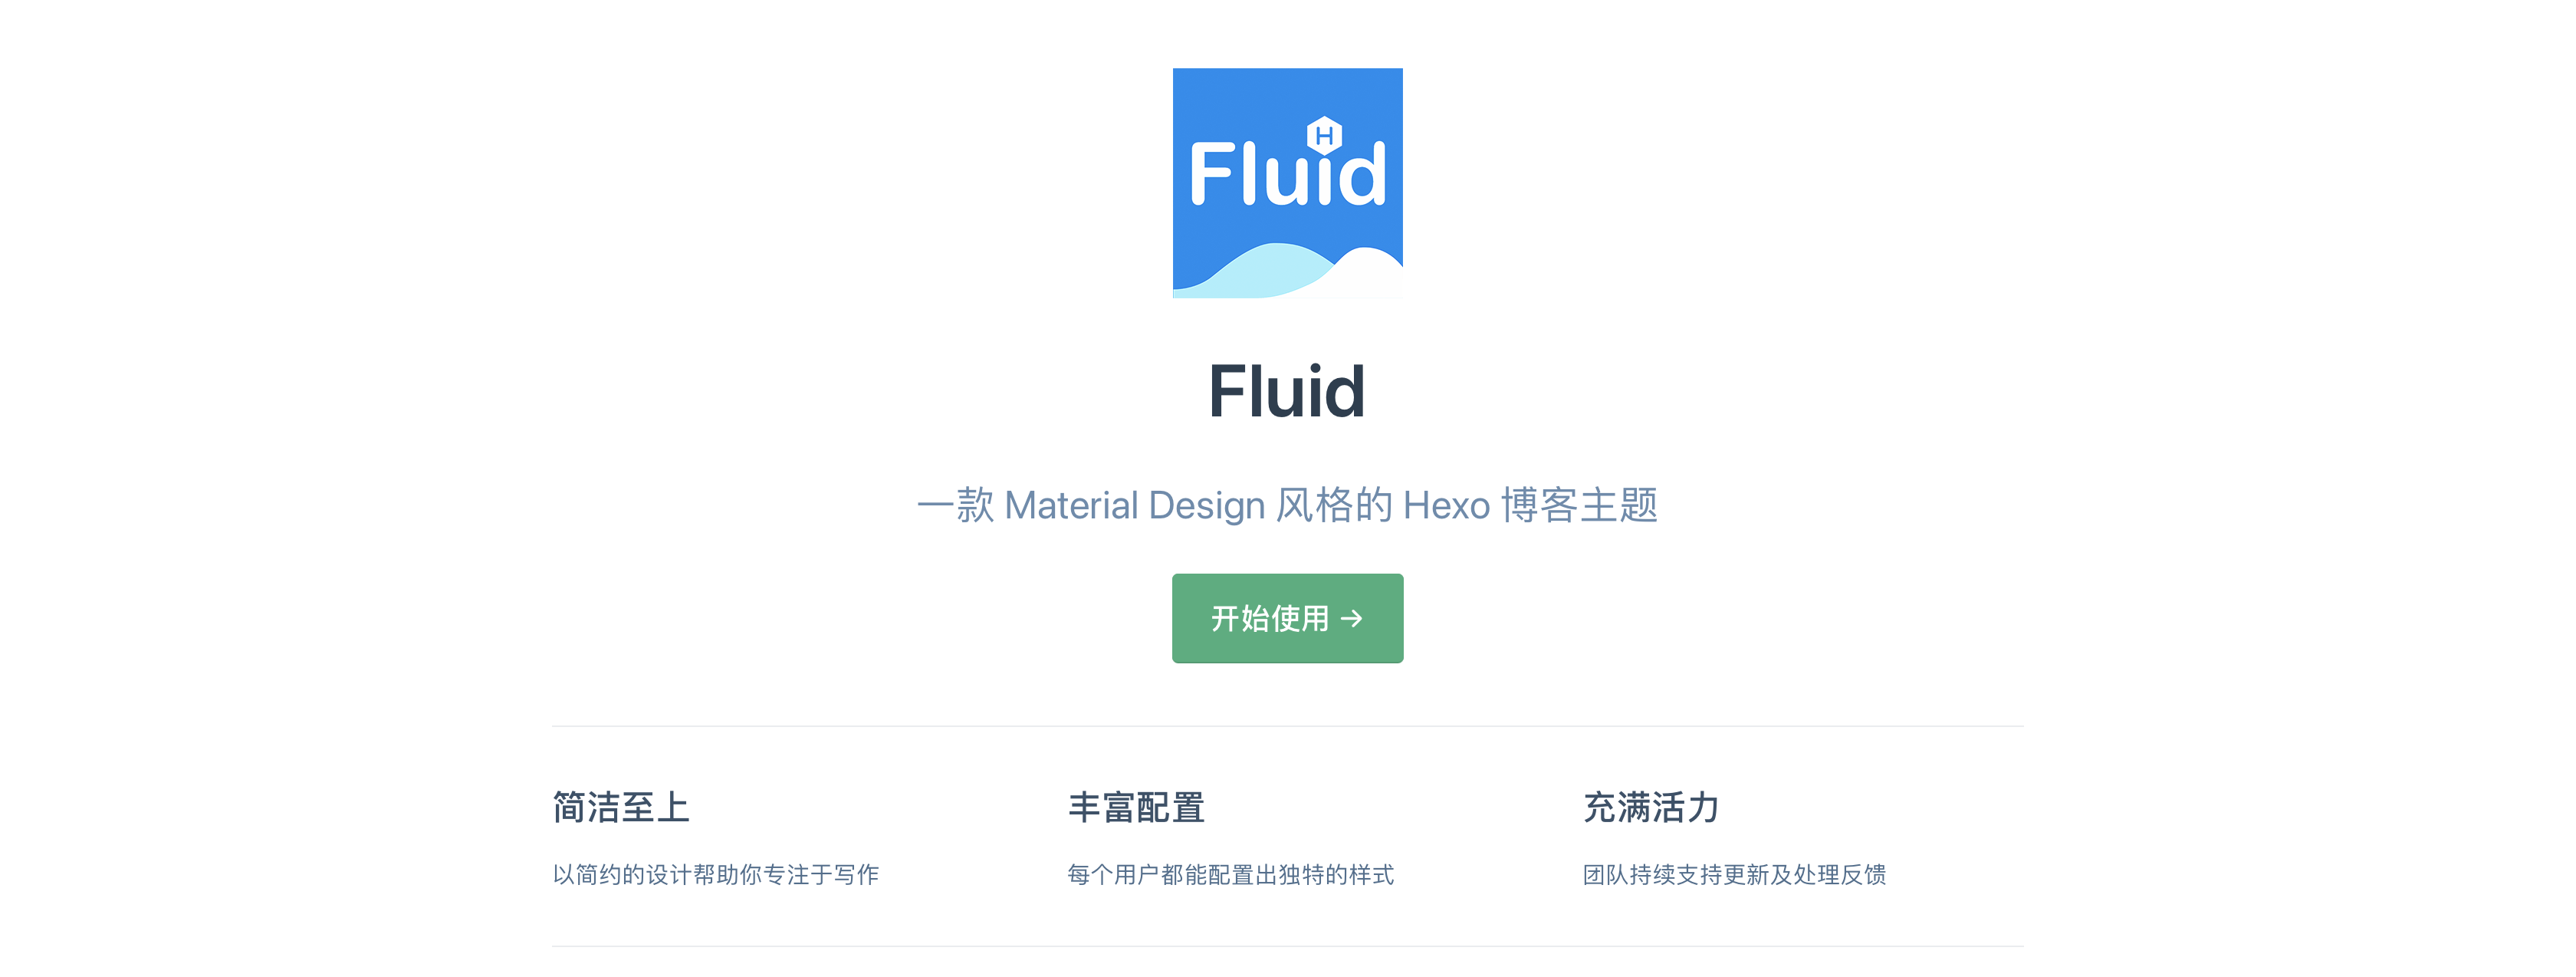 H
Fluid
Fluid
一款 Material Design 风格的 Hexo 博客主题
开始使用 →
简洁至上
以简约的设计帮助你专注于写作
丰富配置
每个用户都能配置出独特的样式
充满活力
团队持续支持更新及处理反馈